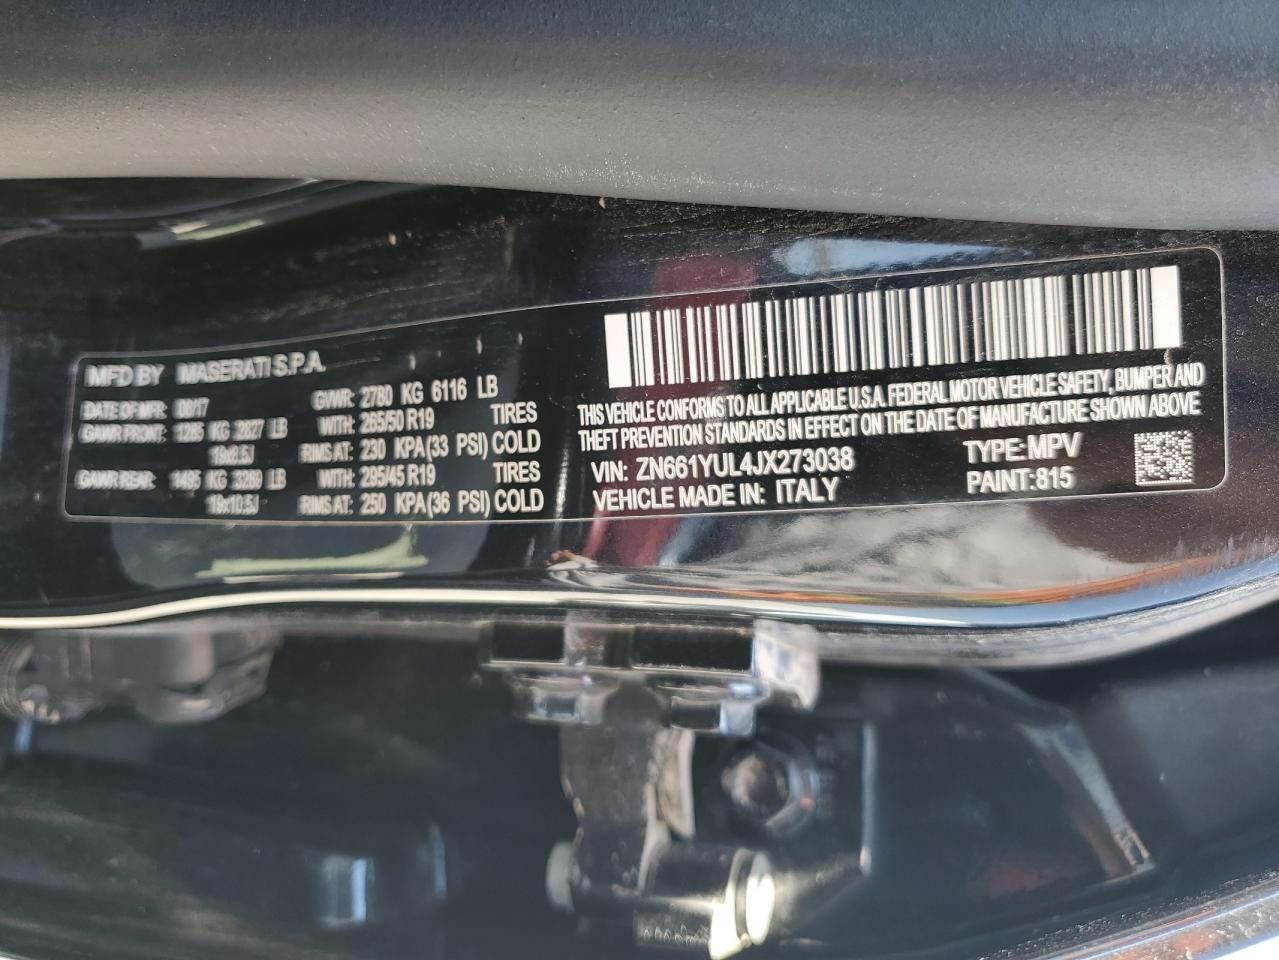 MFD BY MASERATI S.P.A.
DATE OF MFR: 08/17 GVWR: 2780 KG 6116 LB
GAWR FRONT: 1285 KG 2827 LB WITH: 265/50 R19 TIRES
19x8.5J RIMS AT: 230 KPA(33 PSI) COLD
GAWR REAR: 1495 KG 3289 LB WITH: 295/45 R19 TIRES
19x10.5J RIMS AT: 250 KPA(36 PSI) COLD
THIS VEHICLE CONFORMS TO ALL APPLICABLE U.S.A. FEDERAL MOTOR VEHICLE SAFETY, BUMPER AND
THEFT PREVENTION STANDARDS IN EFFECT ON THE DATE OF MANUFACTURE SHOWN ABOVE
VIN: ZN661YUL4JX273038 TYPE:MPV
VEHICLE MADE IN: ITALY PAINT:815